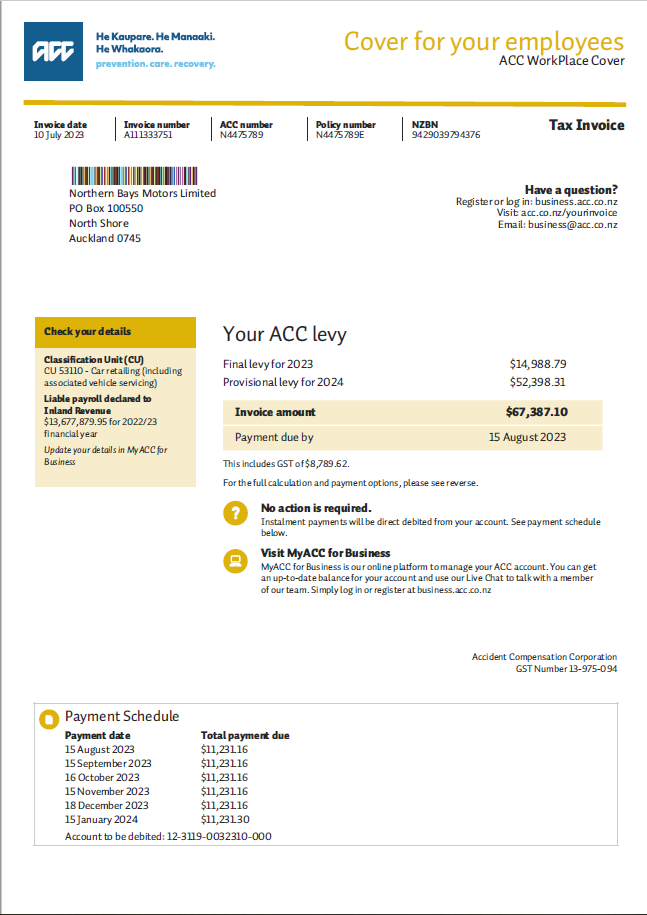 ACC
He Kaupare. He Manaaki.
He Whakaora.
prevention. care. recovery.
Cover for your employees
ACC WorkPlace Cover
Invoice date
10 July 2023
Invoice number
A111333751
ACC number
N4475789
Policy number
N4475789E
NZBN
9429039794376
Tax Invoice
Northern Bays Motors Limited
PO Box 100550
North Shore
Auckland 0745
Have a question?
Register or log in: business.acc.co.nz
Visit: acc.co.nz/yourinvoice
Email: business@acc.co.nz
Check your details
Classification Unit (CU)
CU 53110 - Car retailing (including
associated vehicle servicing)
Liable payroll declared to
Inland Revenue
$13,677,879.95 for 2022/23
financial year
Update your details in MyACC for
Business
Your ACC levy
Final levy for 2023 $14,988.79
Provisional levy for 2024 $52,398.31
Invoice amount $67,387.10
Payment due by 15 August 2023
This includes GST of $8,789.62.
For the full calculation and payment options, please see reverse.
?
No action is required.
Instalment payments will be direct debited from your account. See payment schedule
below.
Visit MyACC for Business
MyACC for Business is our online platform to manage your ACC account. You can get
an up-to-date balance for your account and use our Live Chat to talk with a member
of our team. Simply log in or register at business.acc.co.nz
Accident Compensation Corporation
GST Number 13-975-094
Payment Schedule
Payment date Total payment due
15 August 2023 $11,231.16
15 September 2023 $11,231.16
16 October 2023 $11,231.16
15 November 2023 $11,231.16
18 December 2023 $11,231.16
15 January 2024 $11,231.30
Account to be debited: 12-3119-0032310-000